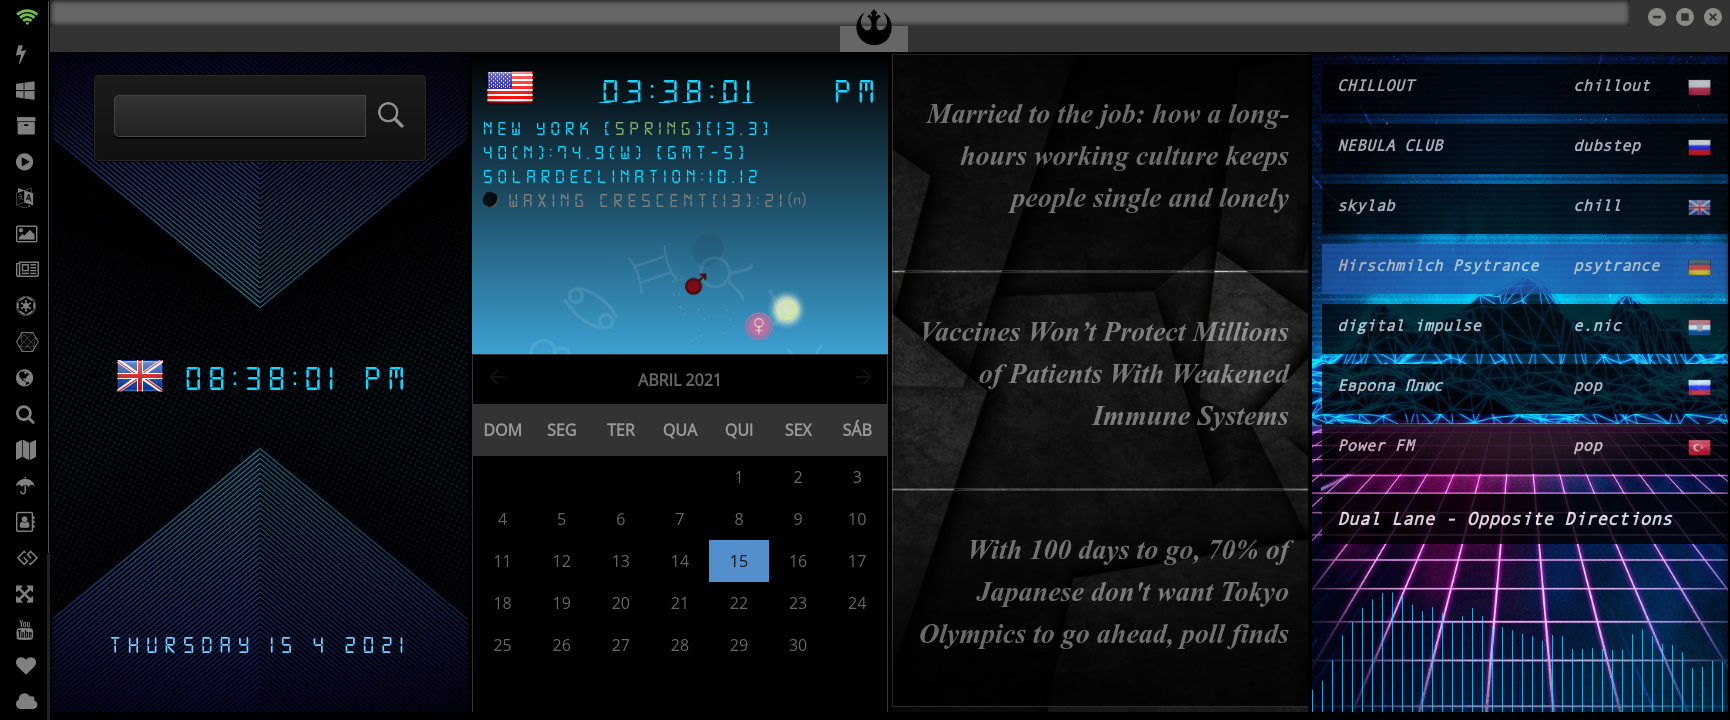 08:38:01 PM
THURSDAY 15 4 2021
03:38:01 PM
NEW YORK [SPRING][13.3]
40(N):74.9(W) (GMT-5)
SOLARDECLINATION:10.12
WAXING CRESCENT[13]:21(n)
ABRIL 2021
DOM SEG TER QUA QUI SEX SÁB
1 2 3
4 5 6 7 8 9 10
11 12 13 14 15 16 17
18 19 20 21 22 23 24
25 26 27 28 29 30
Married to the job: how a long-
hours working culture keeps
people single and lonely
Vaccines Won’t Protect Millions
of Patients With Weakened
Immune Systems
With 100 days to go, 70% of
Japanese don't want Tokyo
Olympics to go ahead, poll finds
CHILLOUT chillout
NEBULA CLUB dubstep
skylab chill
Hirschmilch Psytrance psytrance
digital impulse e.nic
Европа Плюс pop
Power FM pop
Dual Lane - Opposite Directions
You
Tube